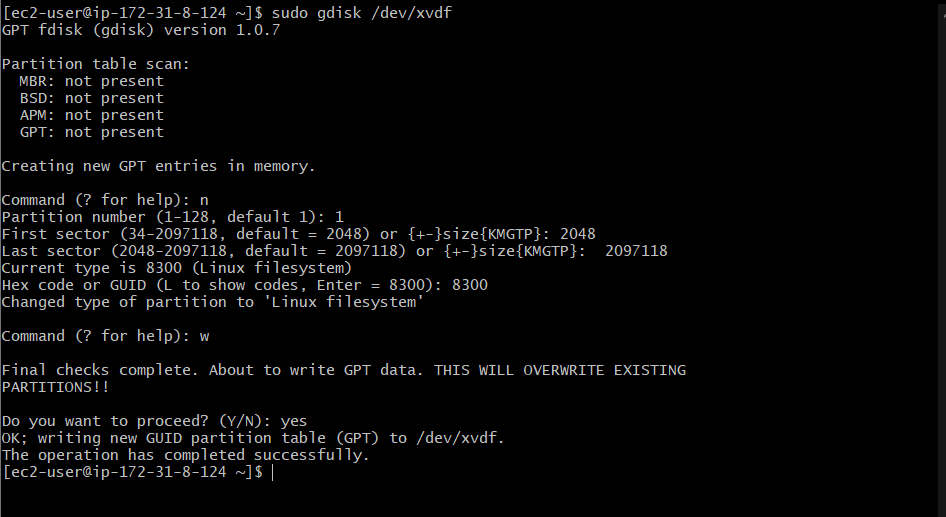 [ec2-user@ip-172-31-8-124 ~]$ sudo gdisk /dev/xvdf
GPT fdisk (gdisk) version 1.0.7
Partition table scan:
  MBR: not present
  BSD: not present
  APM: not present
  GPT: not present
Creating new GPT entries in memory.
Command (? for help): n
Partition number (1-128, default 1): 1
First sector (34-2097118, default = 2048) or {+-}size{KMGTP}: 2048
Last sector (2048-2097118, default = 2097118) or {+-}size{KMGTP}:  2097118
Current type is 8300 (Linux filesystem)
Hex code or GUID (L to show codes, Enter = 8300): 8300
Changed type of partition to 'Linux filesystem'
Command (? for help): w
Final checks complete. About to write GPT data. THIS WILL OVERWRITE EXISTING
PARTITIONS!!
Do you want to proceed? (Y/N): yes
OK; writing new GUID partition table (GPT) to /dev/xvdf.
The operation has completed successfully.
[ec2-user@ip-172-31-8-124 ~]$